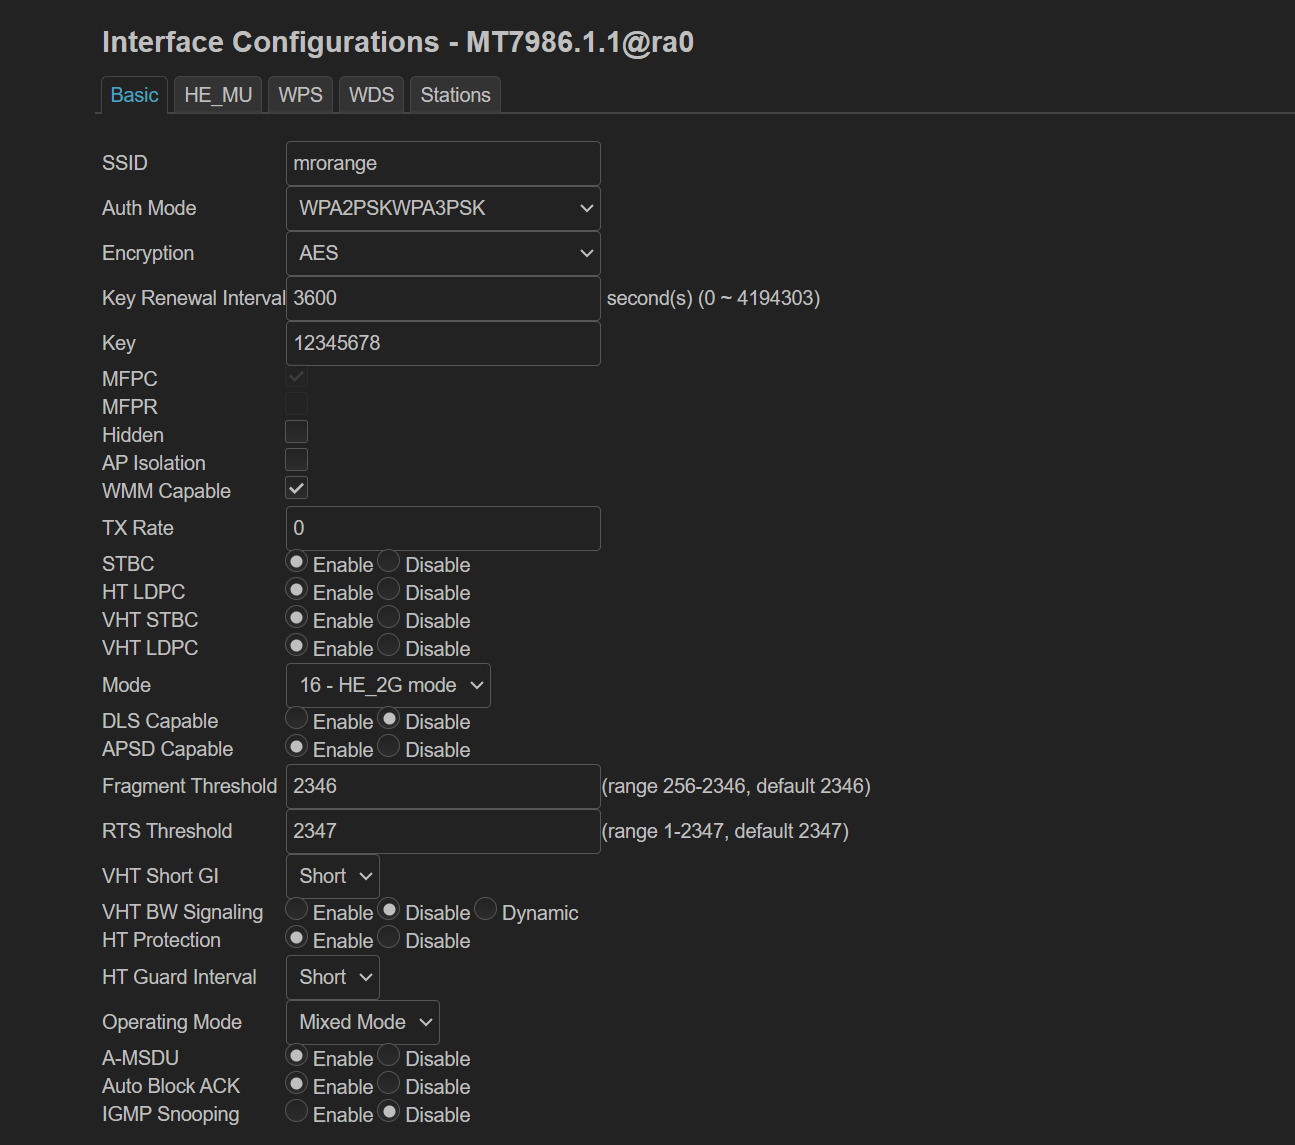 Interface Configurations - MT7986.1.1@ra0
Basic HE_MU WPS WDS Stations
SSID mrorange
Auth Mode WPA2PSKWPA3PSK
Encryption AES
Key Renewal Interval 3600 second(s) (0 ~ 4194303)
Key 12345678
MFPC
MFPR
Hidden
AP Isolation
WMM Capable
TX Rate 0
STBC Enable Disable
HT LDPC Enable Disable
VHT STBC Enable Disable
VHT LDPC Enable Disable
Mode 16 - HE_2G mode
DLS Capable Enable Disable
APSD Capable Enable Disable
Fragment Threshold 2346 (range 256-2346, default 2346)
RTS Threshold 2347 (range 1-2347, default 2347)
VHT Short GI Short
VHT BW Signaling Enable Disable Dynamic
HT Protection Enable Disable
HT Guard Interval Short
Operating Mode Mixed Mode
A-MSDU Enable Disable
Auto Block ACK Enable Disable
IGMP Snooping Enable Disable